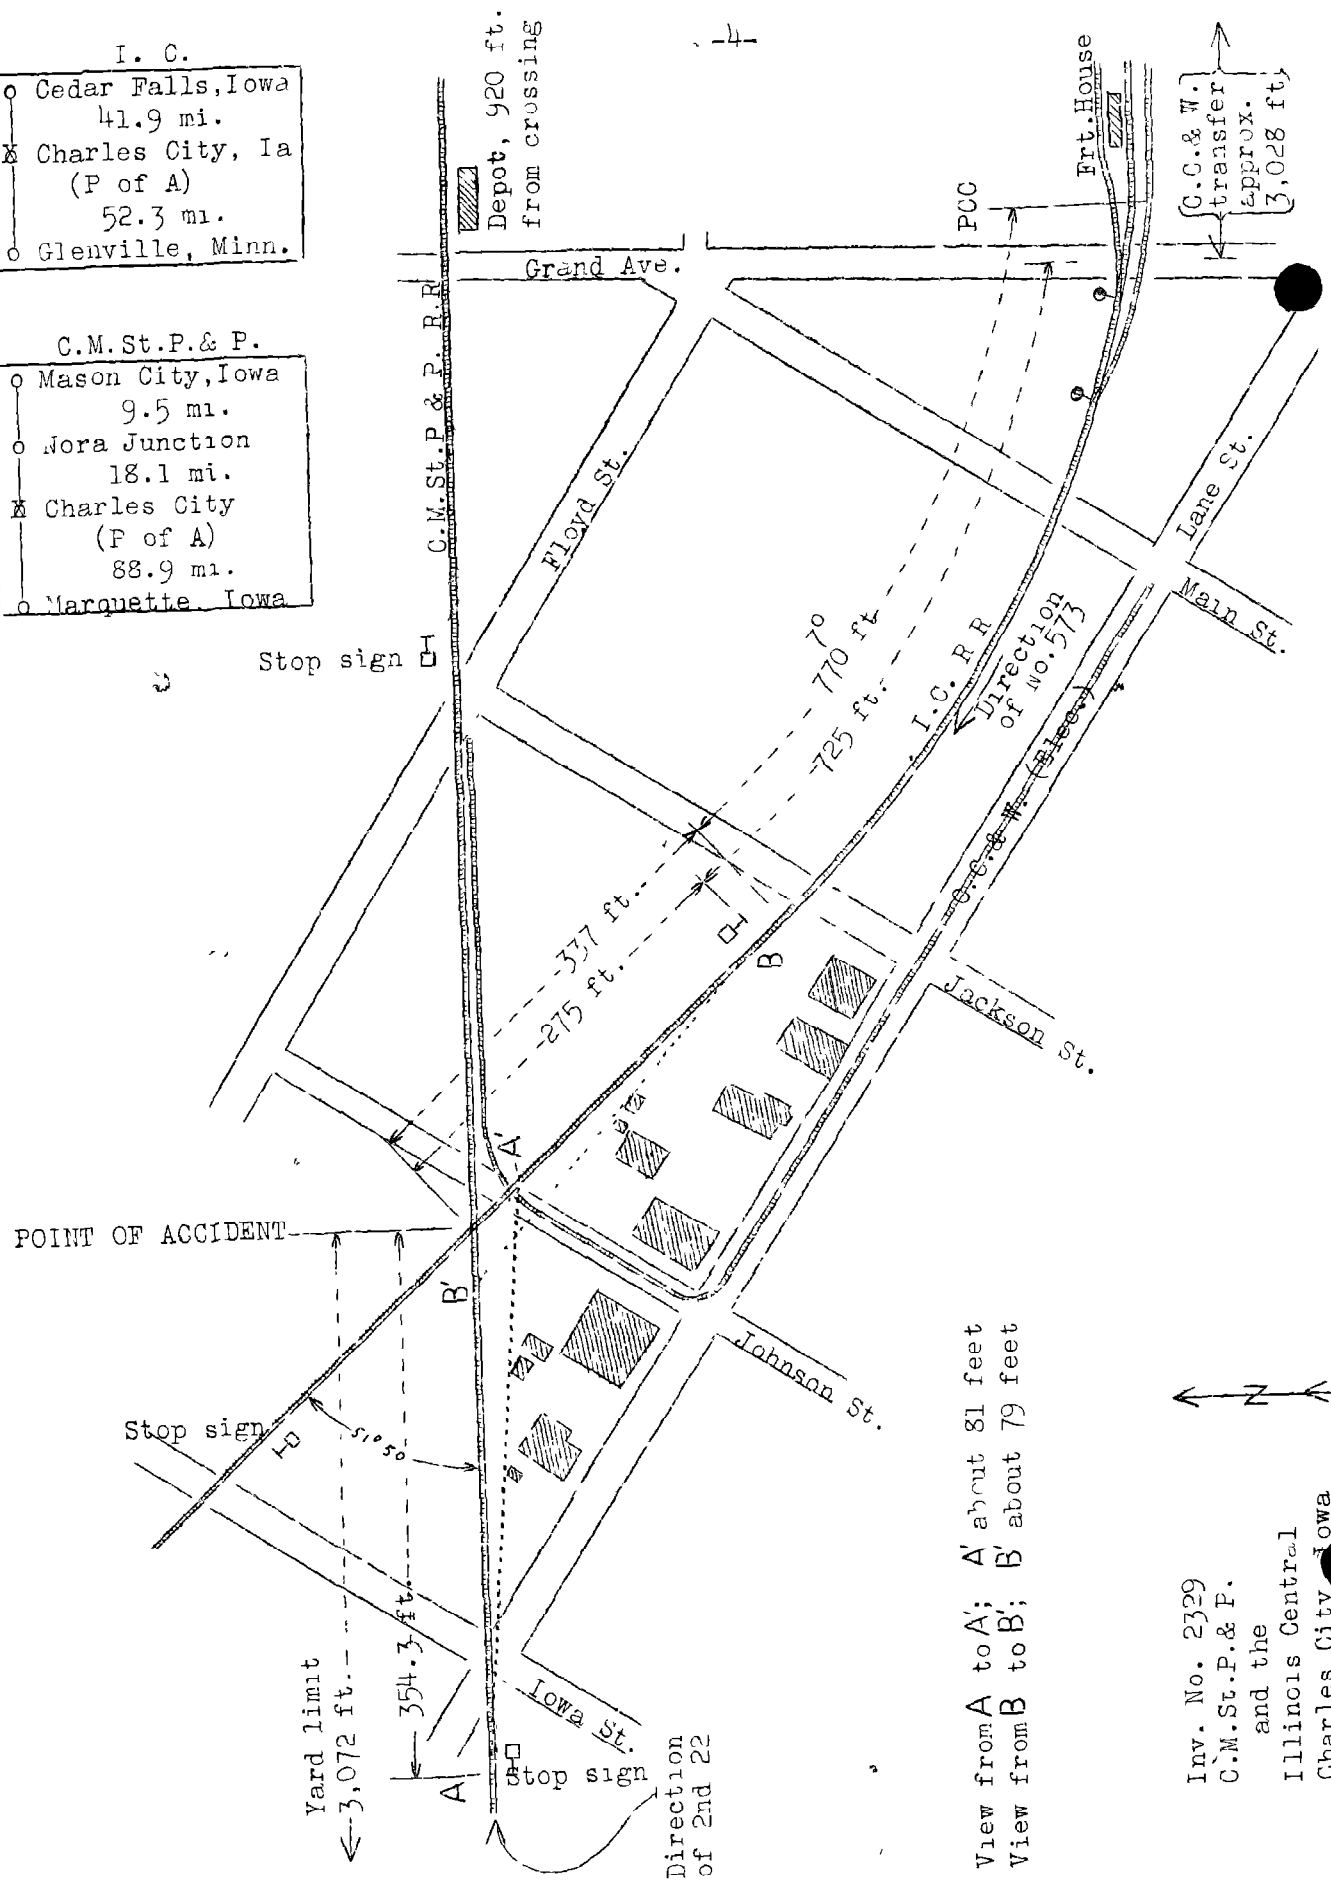 -4-
I. C.
Cedar Falls, Iowa
41.9 mi.
Charles City, Ia
(P of A)
52.3 mi.
Glenville, Minn.
C.M.St.P.& P.
Mason City, Iowa
9.5 mi.
Nora Junction
18.1 mi.
Charles City
(P of A)
88.9 mi.
Marquette, Iowa
Depot, 920 ft.
from crossing
Frt. House
(C.C.& W.)
transfer
approx.
3,028 ft.
PCC
Grand Ave.
C.M.St.P. & P. R.R
Floyd St.
Lane St.
Main St.
Stop sign
7°
770 ft
725 ft.
I.C. R R
Direction
of No. 573
C.C.& W. (Elec.)
337 ft.
275 ft.
B
Jackson St.
A'
POINT OF ACCIDENT
B'
Johnson St.
Stop sign
51° 50
Yard limit
3,072 ft.
354.3 ft.
Iowa St.
A
Stop sign
Direction
of 2nd 22
View from A to A'; A' about 81 feet
View from B to B'; B' about 79 feet
N
Inv. No. 2329
C.M.St.P.& P.
and the
Illinois Central
Charles City Iowa